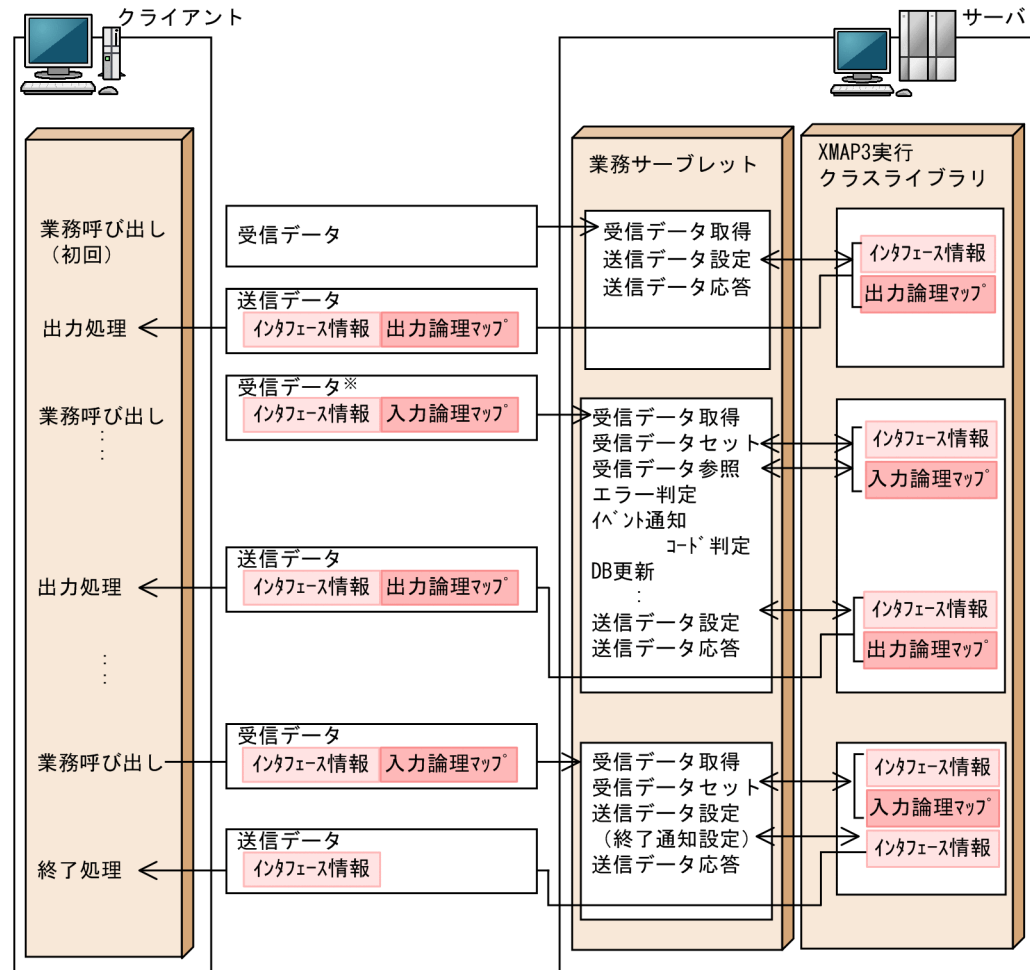 クライアント
サーバ
業務サーブレット
XMAP3実行
クラスライブラリ
業務呼び出し
（初回）
受信データ
受信データ取得
送信データ設定
送信データ応答
インタフェース情報
出力論理マップ
出力処理
送信データ
インタフェース情報
出力論理マップ
業務呼び出し
：
：
受信データ※
インタフェース情報
入力論理マップ
受信データ取得
受信データセット
受信データ参照
エラー判定
イベント通知
コード判定
DB更新
：
送信データ設定
送信データ応答
インタフェース情報
入力論理マップ
出力処理
：
：
送信データ
インタフェース情報
出力論理マップ
インタフェース情報
出力論理マップ
業務呼び出し
受信データ
インタフェース情報
入力論理マップ
受信データ取得
受信データセット
送信データ設定
（終了通知設定）
送信データ応答
インタフェース情報
入力論理マップ
インタフェース情報
終了処理
送信データ
インタフェース情報